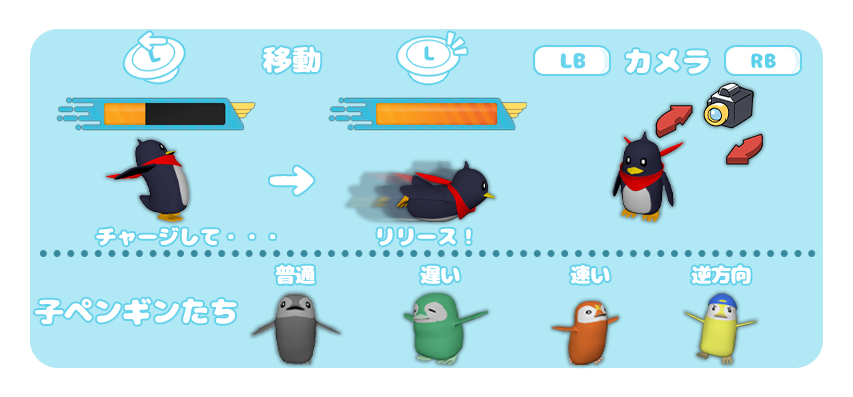 L 移動 L LB カメラ RB
チャージして・・・ リリース！
普通 遅い 速い 逆方向
子ペンギンたち